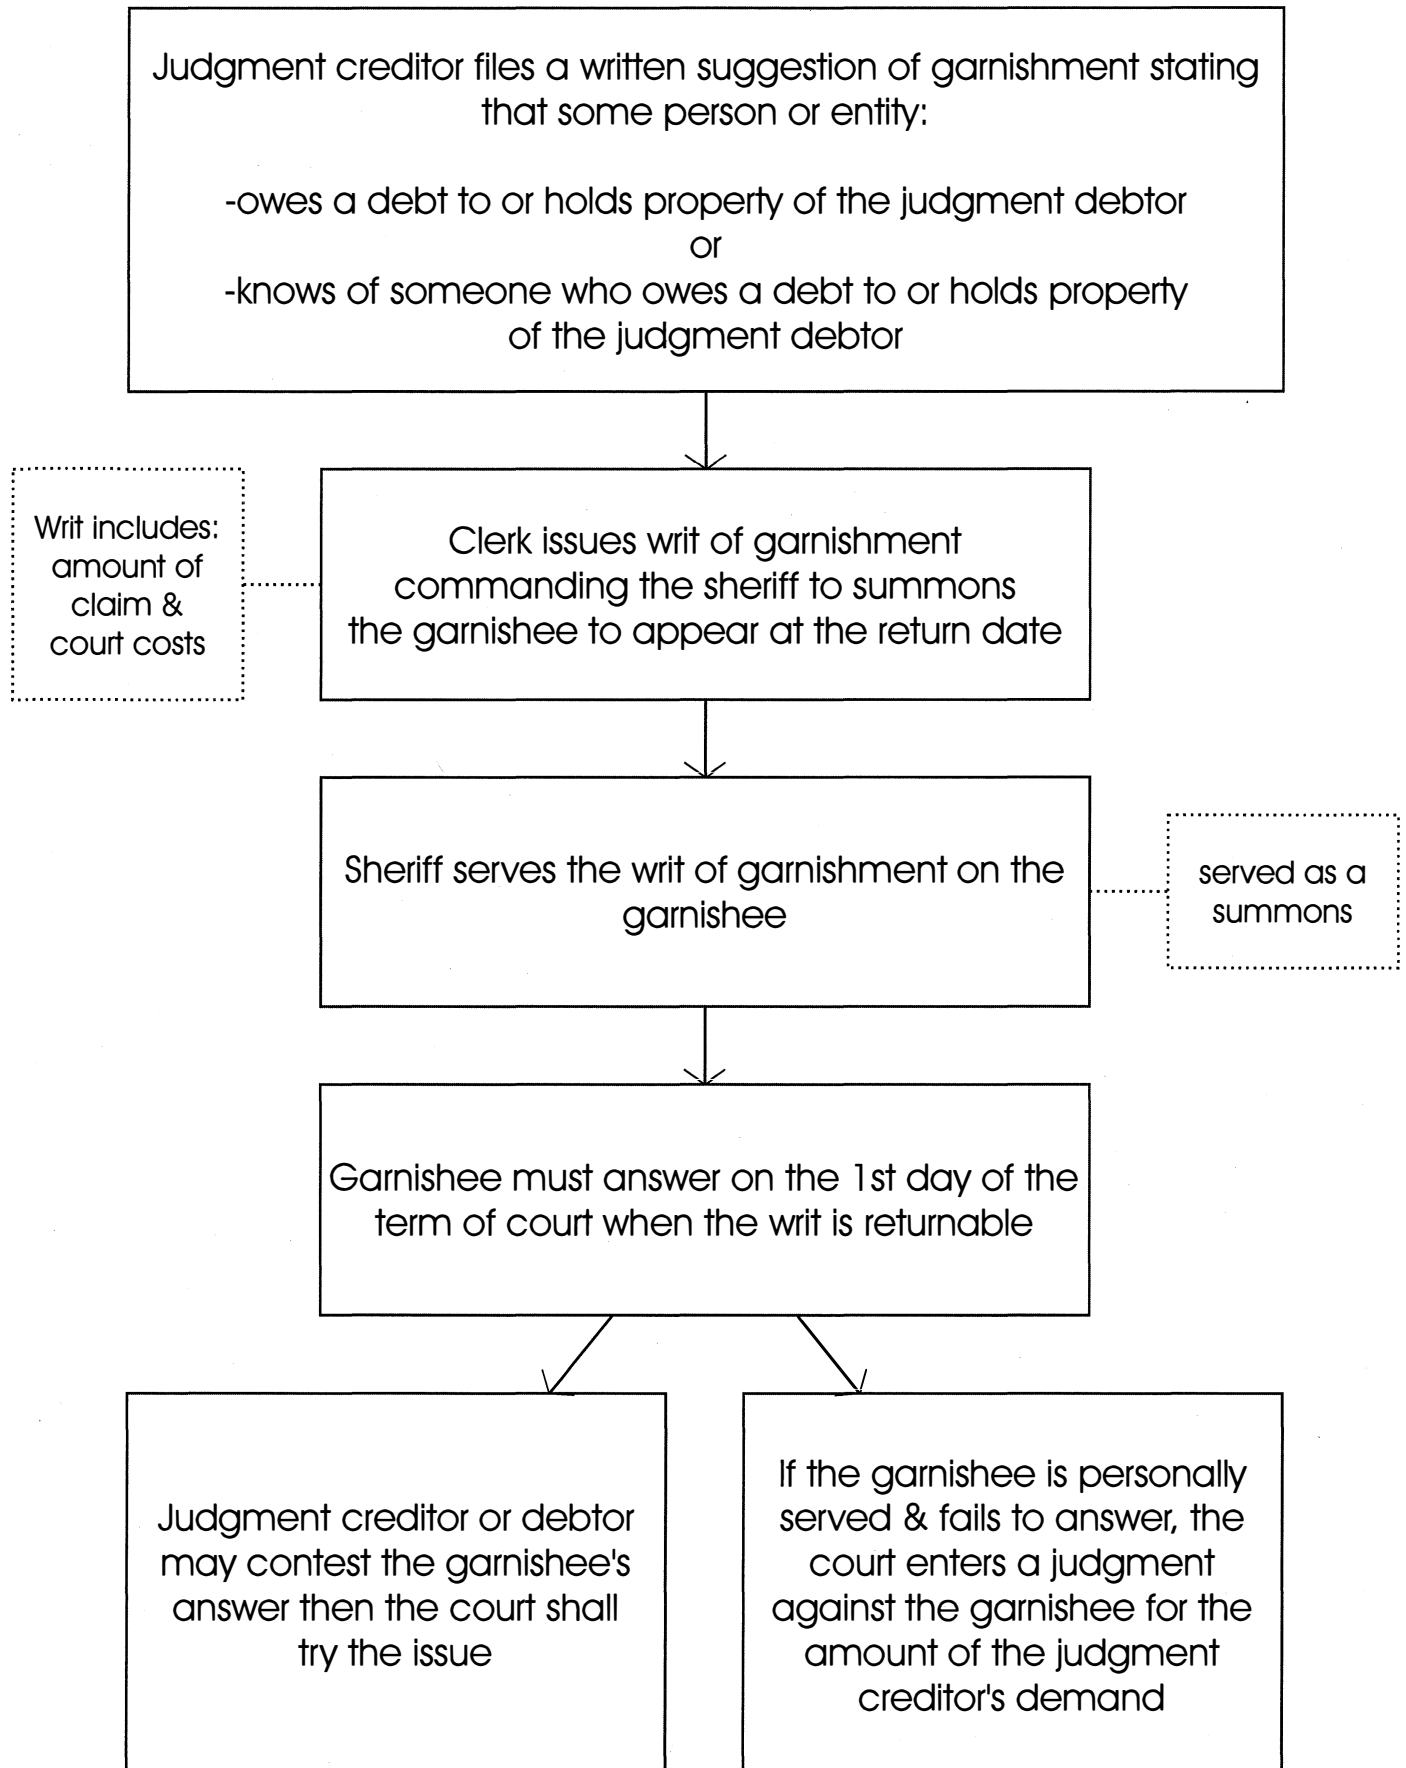 Judgment creditor files a written suggestion of garnishment stating
that some person or entity:
-owes a debt to or holds property of the judgment debtor
or
-knows of someone who owes a debt to or holds property
of the judgment debtor
Writ includes:
amount of
claim &
court costs
Clerk issues writ of garnishment
commanding the sheriff to summons
the garnishee to appear at the return date
Sheriff serves the writ of garnishment on the
garnishee
served as a
summons
Garnishee must answer on the 1st day of the
term of court when the writ is returnable
Judgment creditor or debtor
may contest the garnishee's
answer then the court shall
try the issue
If the garnishee is personally
served & fails to answer, the
court enters a judgment
against the garnishee for the
amount of the judgment
creditor's demand